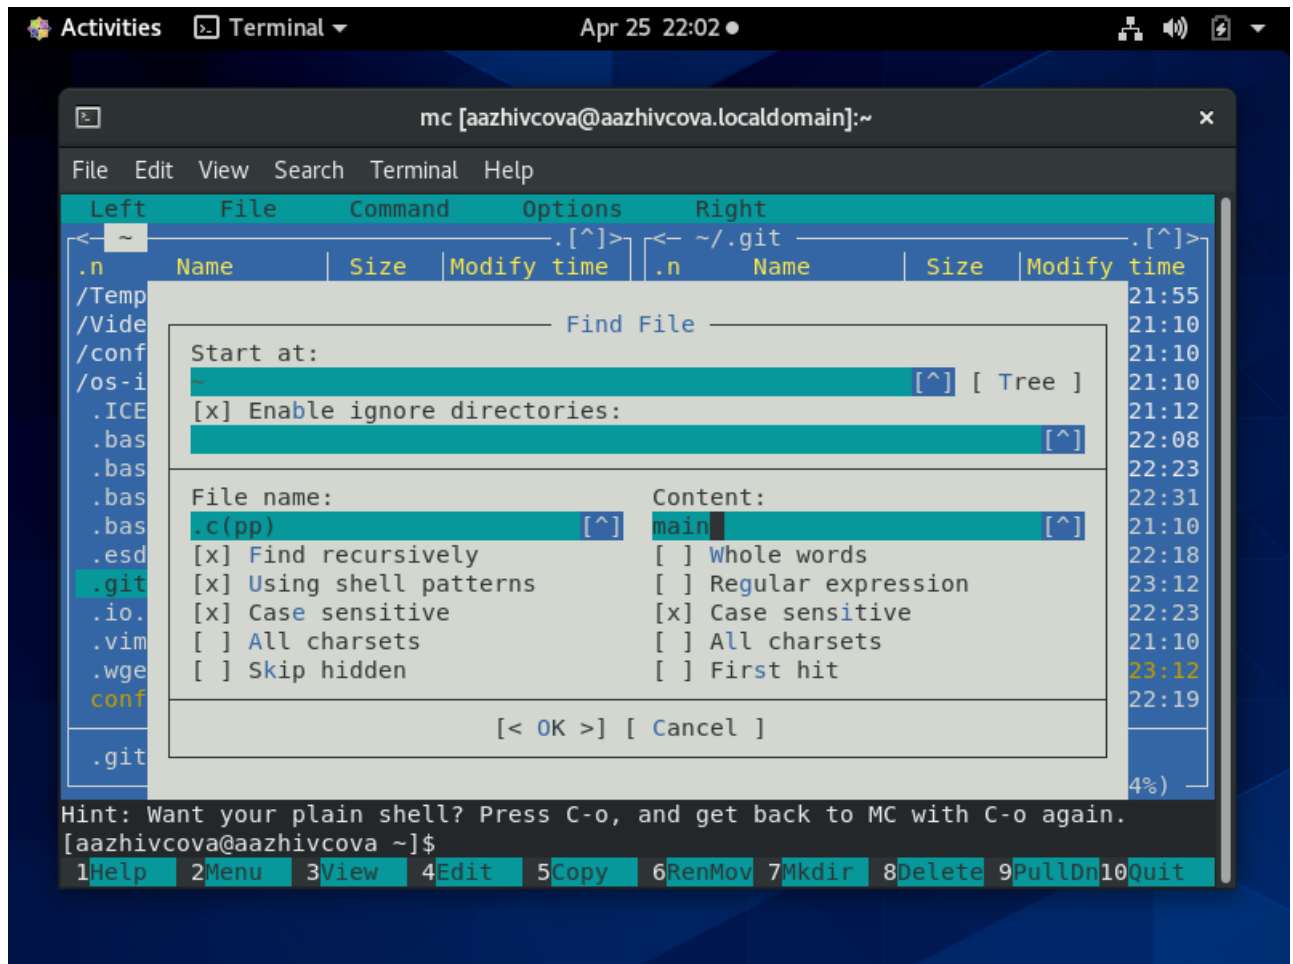 Activities Terminal Apr 25 22:02
mc [aazhivcova@aazhivcova.localdomain]:~ ×
File Edit View Search Terminal Help
Left File Command Options Right
<— ~ .[^]> <— ~/.git .[^]>
.n Name Size Modify time .n Name Size Modify time
/Temp 21:55
/Vide Find File 21:10
/conf Start at: 21:10
/os-i ~ [^] [ Tree ] 21:10
.ICE [x] Enable ignore directories: 21:12
.bas [^] 22:08
.bas 22:23
.bas File name: Content: 22:31
.bas .c(pp) [^] main [^] 21:10
.esd [x] Find recursively [ ] Whole words 22:18
.git [x] Using shell patterns [ ] Regular expression 23:12
.io. [x] Case sensitive [x] Case sensitive 22:23
.vim [ ] All charsets [ ] All charsets 21:10
.wge [ ] Skip hidden [ ] First hit 23:12
conf 22:19
[< OK >] [ Cancel ]
.git
4%)
Hint: Want your plain shell? Press C-o, and get back to MC with C-o again.
[aazhivcova@aazhivcova ~]$
1Help 2Menu 3View 4Edit 5Copy 6RenMov 7Mkdir 8Delete 9PullDn 10Quit